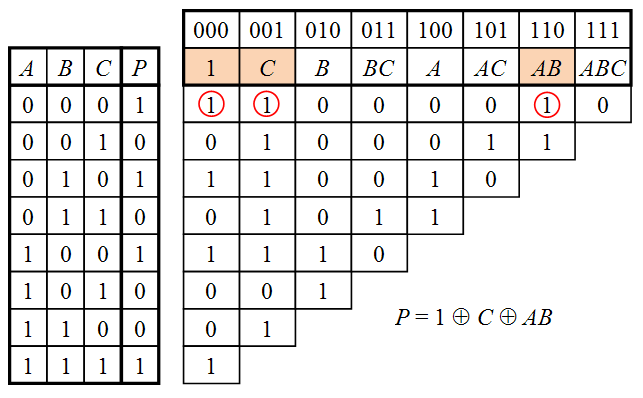 000 001 010 011 100 101 110 111
A B C P 1 C B BC A AC AB ABC
0 0 0 1 1 1 0 0 0 0 1 0
0 0 1 0 0 1 0 0 0 1 1
0 1 0 1 1 1 0 0 1 0
0 1 1 0 0 1 0 1 1
1 0 0 1 1 1 1 0
1 0 1 0 0 0 1
P = 1 ⊕ C ⊕ AB
1 1 0 0 0 1
1 1 1 1 1